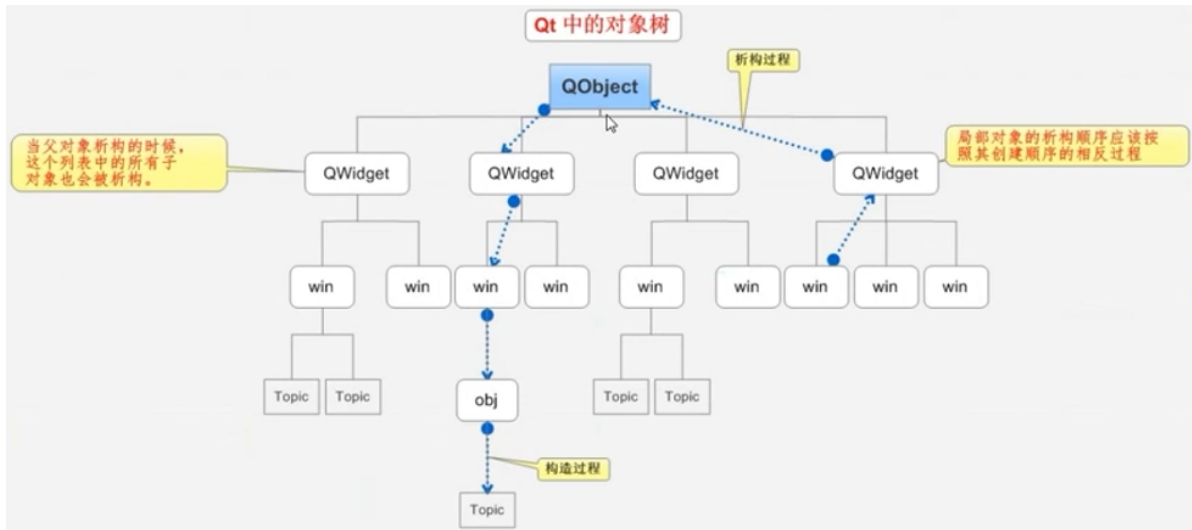 Qt 中的对象树
析构过程
QObject
当父对象析构的时候，
这个列表中的所有子
对象也会被析构。
局部对象的析构顺序应该按
照其创建顺序的相反过程
QWidget
QWidget
QWidget
QWidget
win
win
win
win
win
win
win
win
win
Topic
Topic
obj
Topic
Topic
构造过程
Topic